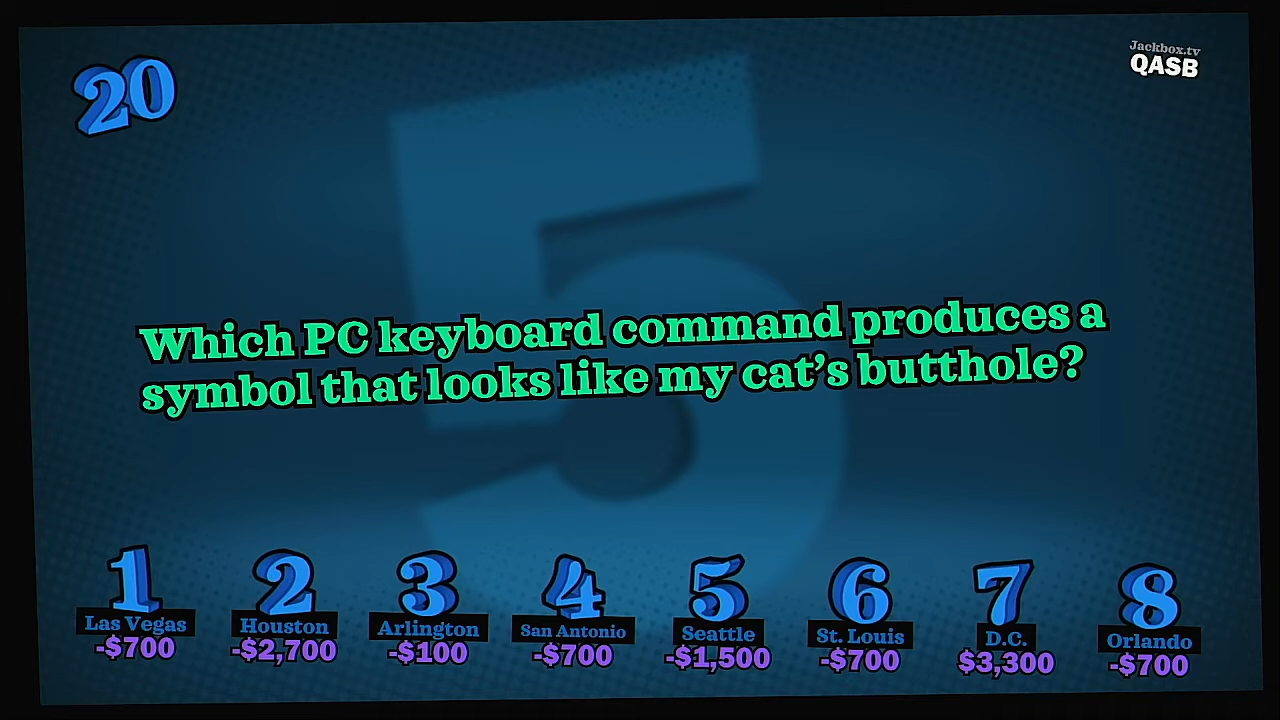 20
Jackbox.tv
QASB
Which PC keyboard command produces a
symbol that looks like my cat's butthole?
5
1 2 3 4 5 6 7 8
Las Vegas Houston Arlington San Antonio Seattle St. Louis D.C. Orlando
-$700 -$2,700 -$100 -$700 -$1,500 -$700 $3,300 -$700